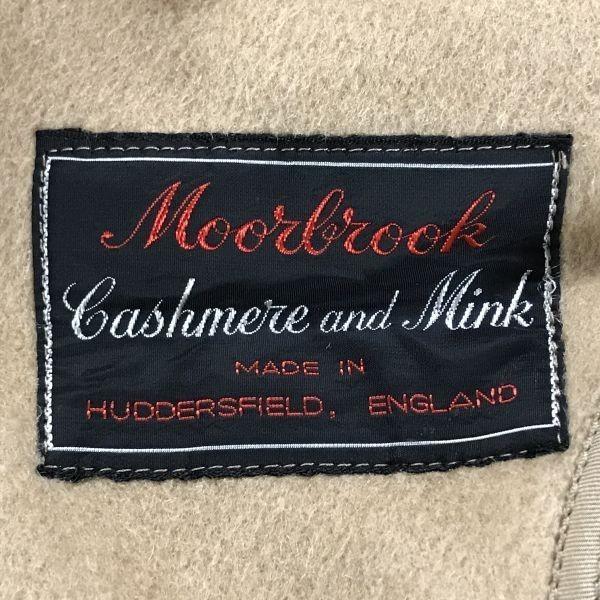 Moorbrook
Cashmere and Mink
MADE IN
HUDDERSFIELD, ENGLAND